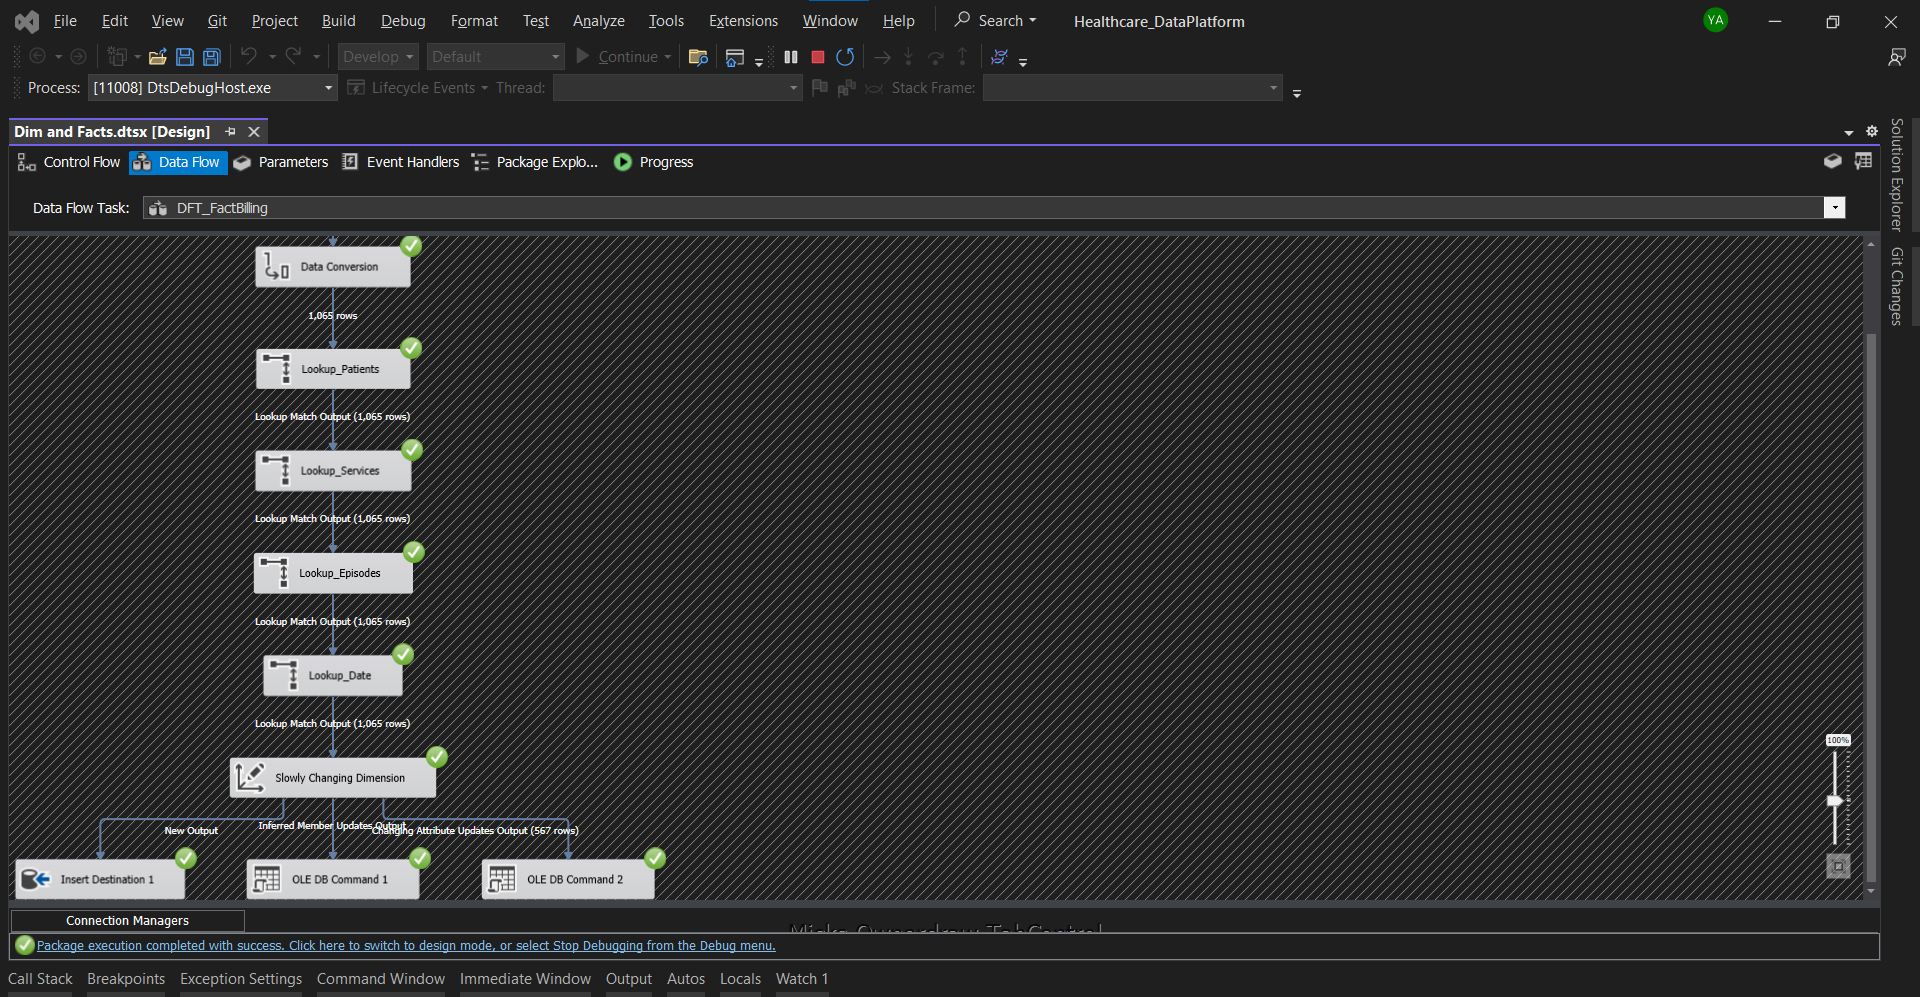 File Edit View Git Project Build Debug Format Test Analyze Tools Extensions Window Help Search Healthcare_DataPlatform YA
Develop Default Continue
Process: [11008] DtsDebugHost.exe Lifecycle Events Thread: Stack Frame:
Dim and Facts.dtsx [Design]
Control Flow Data Flow Parameters Event Handlers Package Explo... Progress
Data Flow Task: DFT_FactBilling
Data Conversion
1,065 rows
Lookup_Patients
Lookup Match Output (1,065 rows)
Lookup_Services
Lookup Match Output (1,065 rows)
Lookup_Episodes
Lookup Match Output (1,065 rows)
Lookup_Date
Lookup Match Output (1,065 rows)
Slowly Changing Dimension
New Output Inferred Member Updates Output Changing Attribute Updates Output (567 rows)
Insert Destination 1 OLE DB Command 1 OLE DB Command 2
100%
Connection Managers
Package execution completed with success. Click here to switch to design mode, or select Stop Debugging from the Debug menu.
Call Stack Breakpoints Exception Settings Command Window Immediate Window Output Autos Locals Watch 1
Solution Explorer
Git Changes